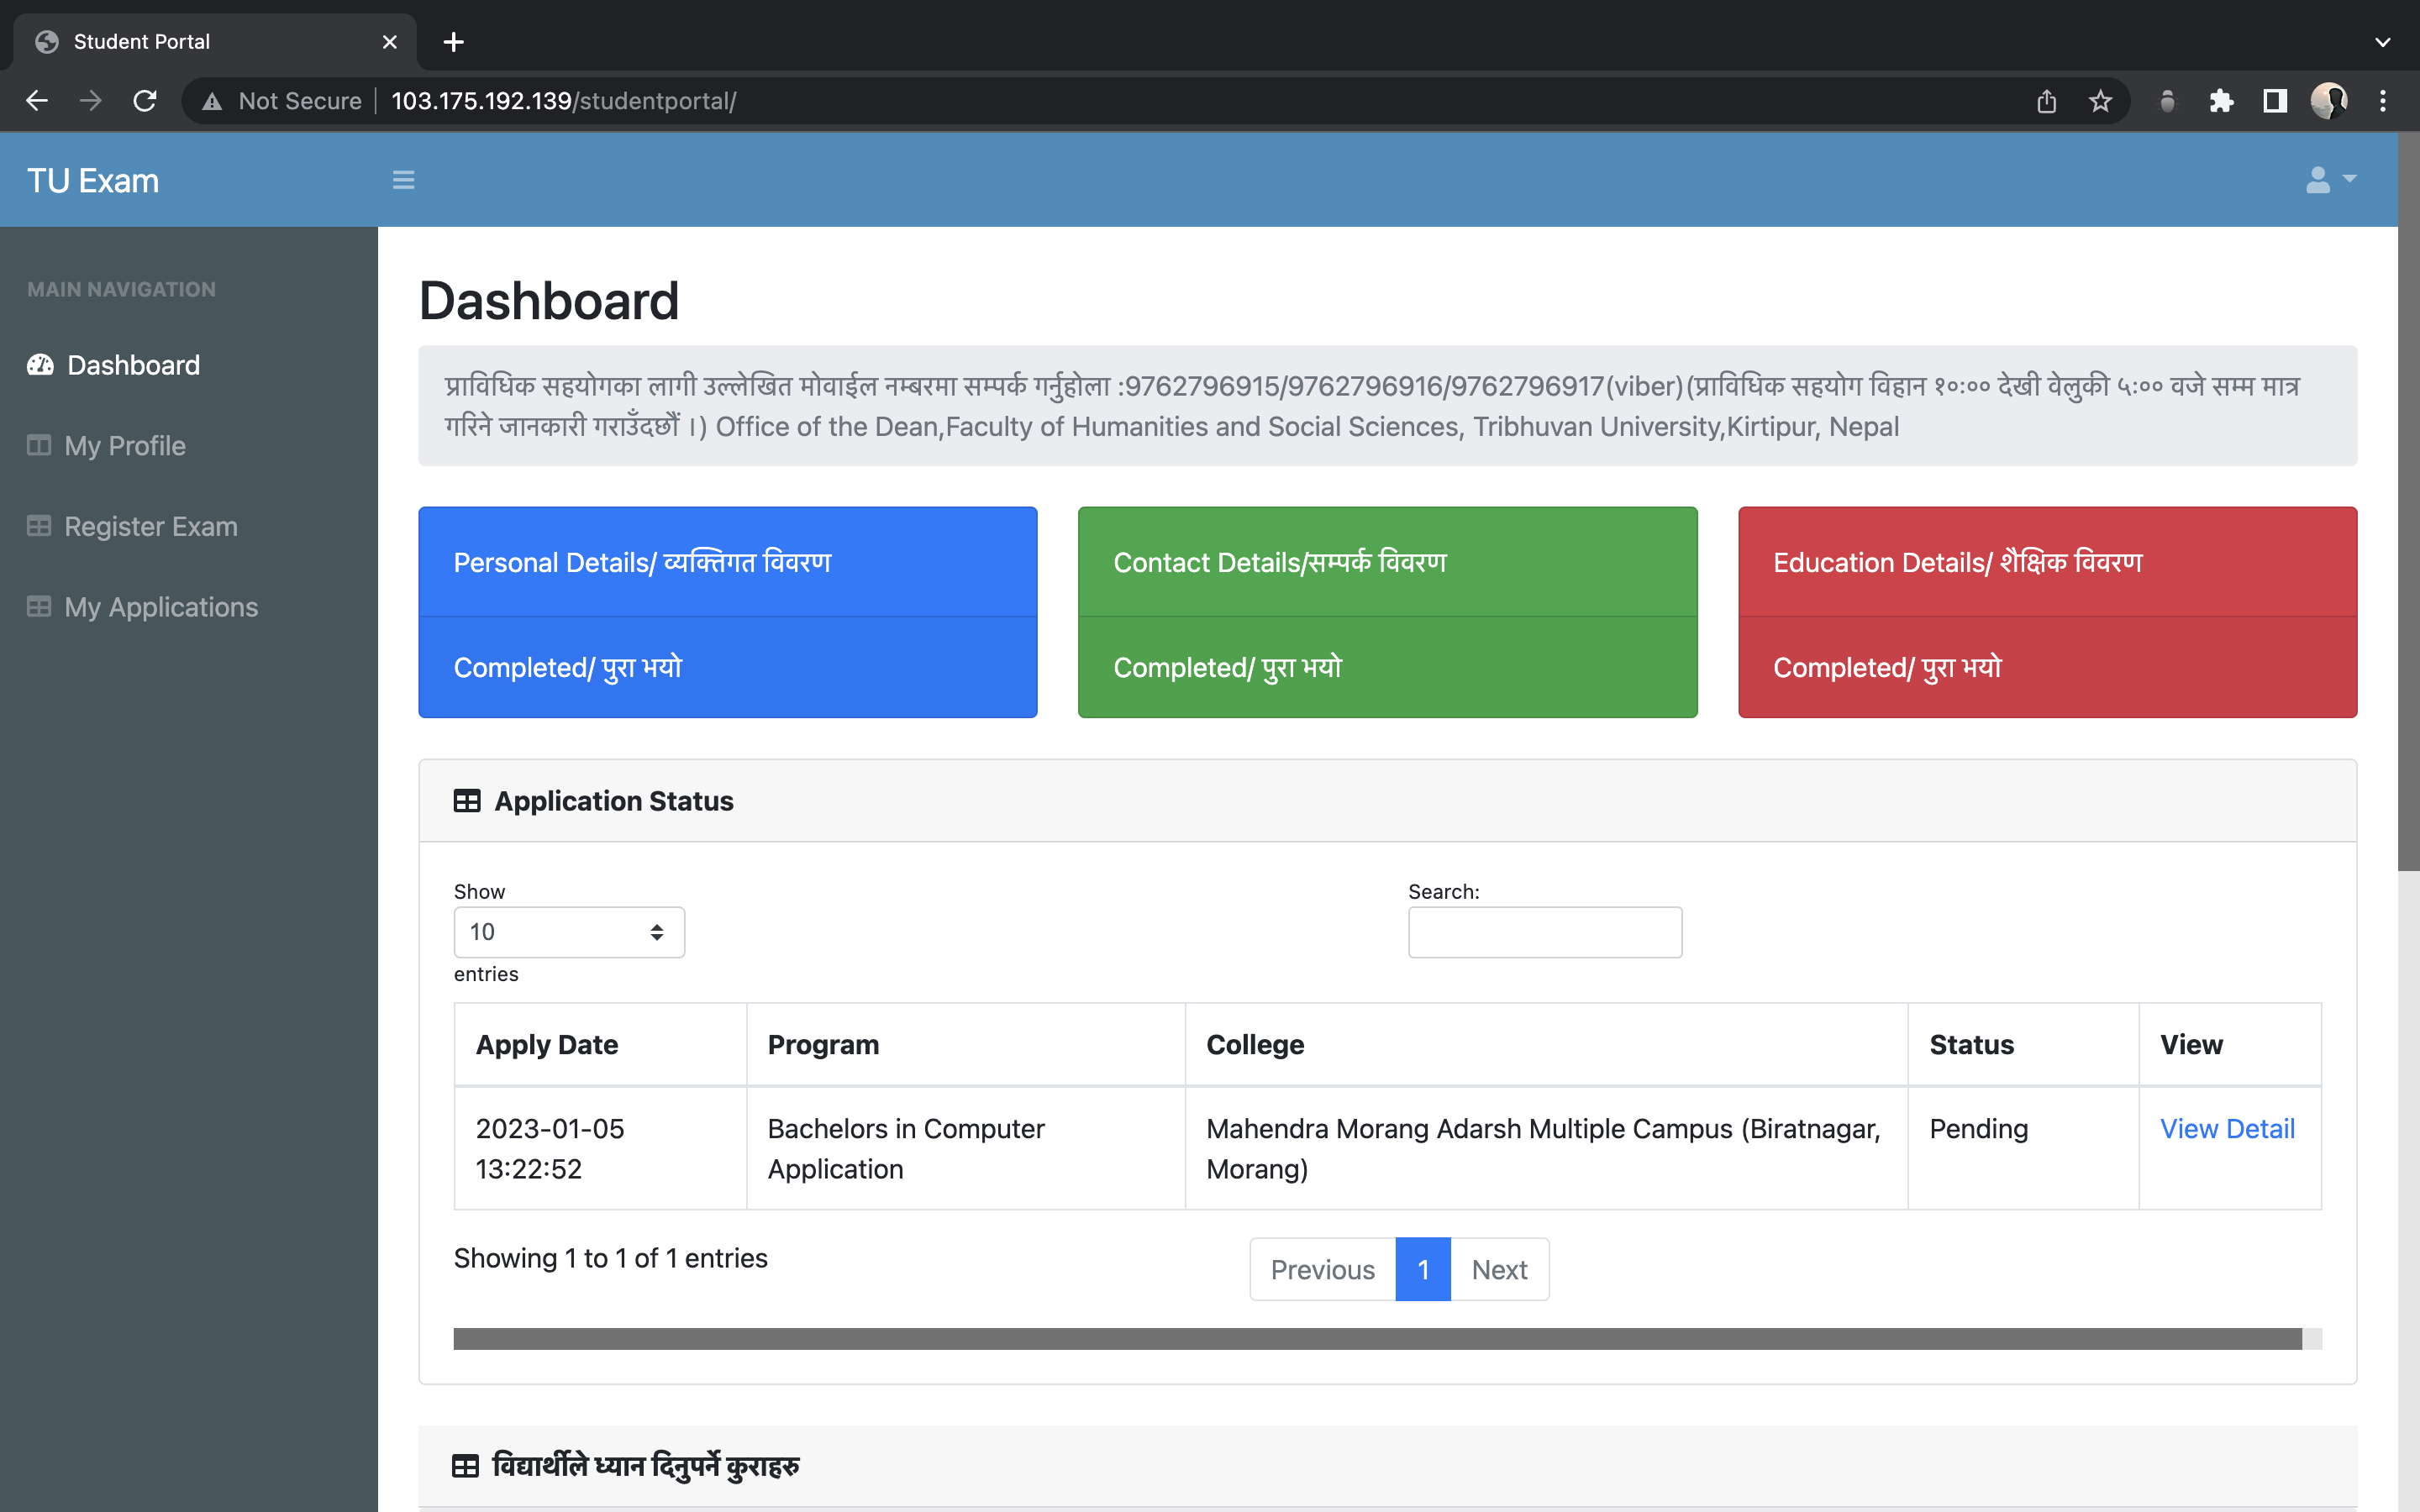 Student Portal
Not Secure
103.175.192.139/studentportal/
TU Exam
MAIN NAVIGATION
Dashboard
My Profile
Register Exam
My Applications
Dashboard
प्राविधिक सहयोगका लागी उल्लेखित मोवाईल नम्बरमा सम्पर्क गर्नुहोला :9762796915/9762796916/9762796917(viber)(प्राविधिक सहयोग विहान १०:०० देखी वेलुकी ५:०० वजे सम्म मात्र
गरिने जानकारी गराउँदछौं ।) Office of the Dean,Faculty of Humanities and Social Sciences, Tribhuvan University,Kirtipur, Nepal
Personal Details/ व्यक्तिगत विवरण
Completed/ पुरा भयो
Contact Details/सम्पर्क विवरण
Completed/ पुरा भयो
Education Details/ शैक्षिक विवरण
Completed/ पुरा भयो
Application Status
Show
10
entries
Search:
Apply Date Program College Status View
2023-01-05 Bachelors in Computer Mahendra Morang Adarsh Multiple Campus (Biratnagar, Pending View Detail
13:22:52 Application Morang)
Showing 1 to 1 of 1 entries
Previous 1 Next
विद्यार्थीले ध्यान दिनुपर्ने कुराहरु